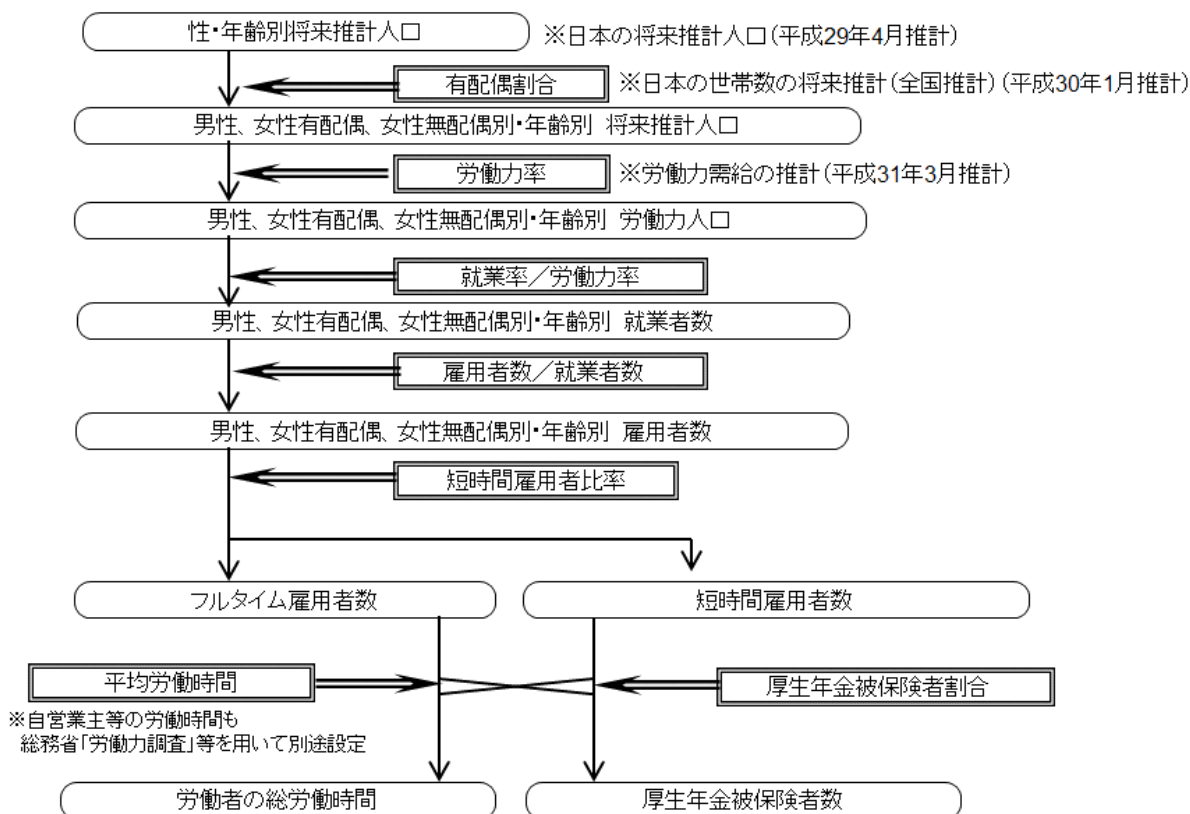 性・年齢別将来推計人口
※日本の将来推計人口（平成29年4月推計）
有配偶割合
※日本の世帯数の将来推計（全国推計）（平成30年1月推計）
男性、女性有配偶、女性無配偶別・年齢別 将来推計人口
労働力率
※労働力需給の推計（平成31年3月推計）
男性、女性有配偶、女性無配偶別・年齢別 労働力人口
就業率／労働力率
男性、女性有配偶、女性無配偶別・年齢別 就業者数
雇用者数／就業者数
男性、女性有配偶、女性無配偶別・年齢別 雇用者数
短時間雇用者比率
フルタイム雇用者数
短時間雇用者数
平均労働時間
厚生年金被保険者割合
※自営業主等の労働時間も
総務省「労働力調査」等を用いて別途設定
労働者の総労働時間
厚生年金被保険者数